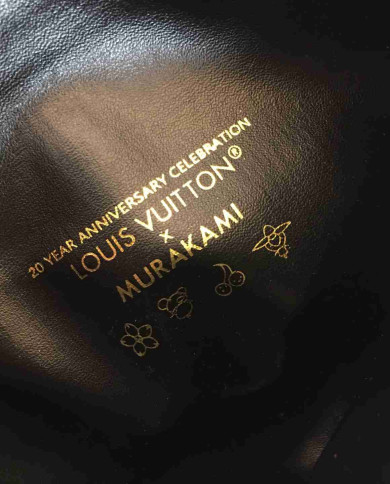 20 YEAR ANNIVERSARY CELEBRATION
LOUIS VUITTON®
×
MURAKAMI